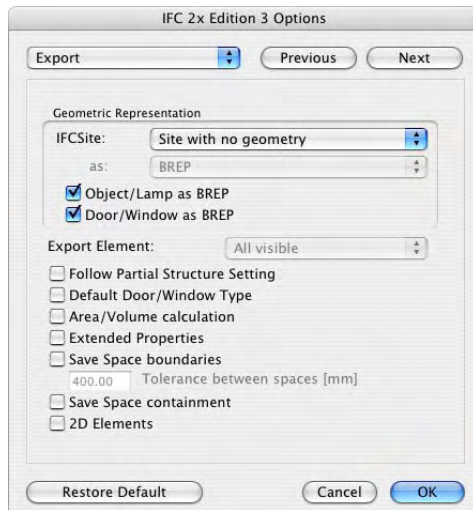 IFC 2x Edition 3 Options
Export
Previous
Next
Geometric Representation
IFCSite:
Site with no geometry
as:
BREP
Object/Lamp as BREP
Door/Window as BREP
Export Element:
All visible
Follow Partial Structure Setting
Default Door/Window Type
Area/Volume calculation
Extended Properties
Save Space boundaries
400.00
Tolerance between spaces [mm]
Save Space containment
2D Elements
Restore Default
Cancel
OK